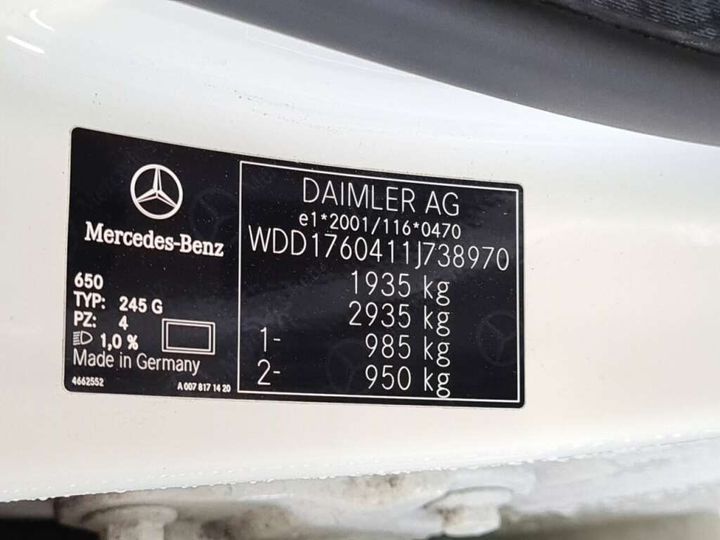 Mercedes-Benz
650
TYP: 245 G
PZ: 4
1,0 %
Made in Germany
4662552
A 007 817 14 20
DAIMLER AG
e1*2001/116*0470
WDD1760411J738970
1935 kg
2935 kg
1- 985 kg
2- 950 kg